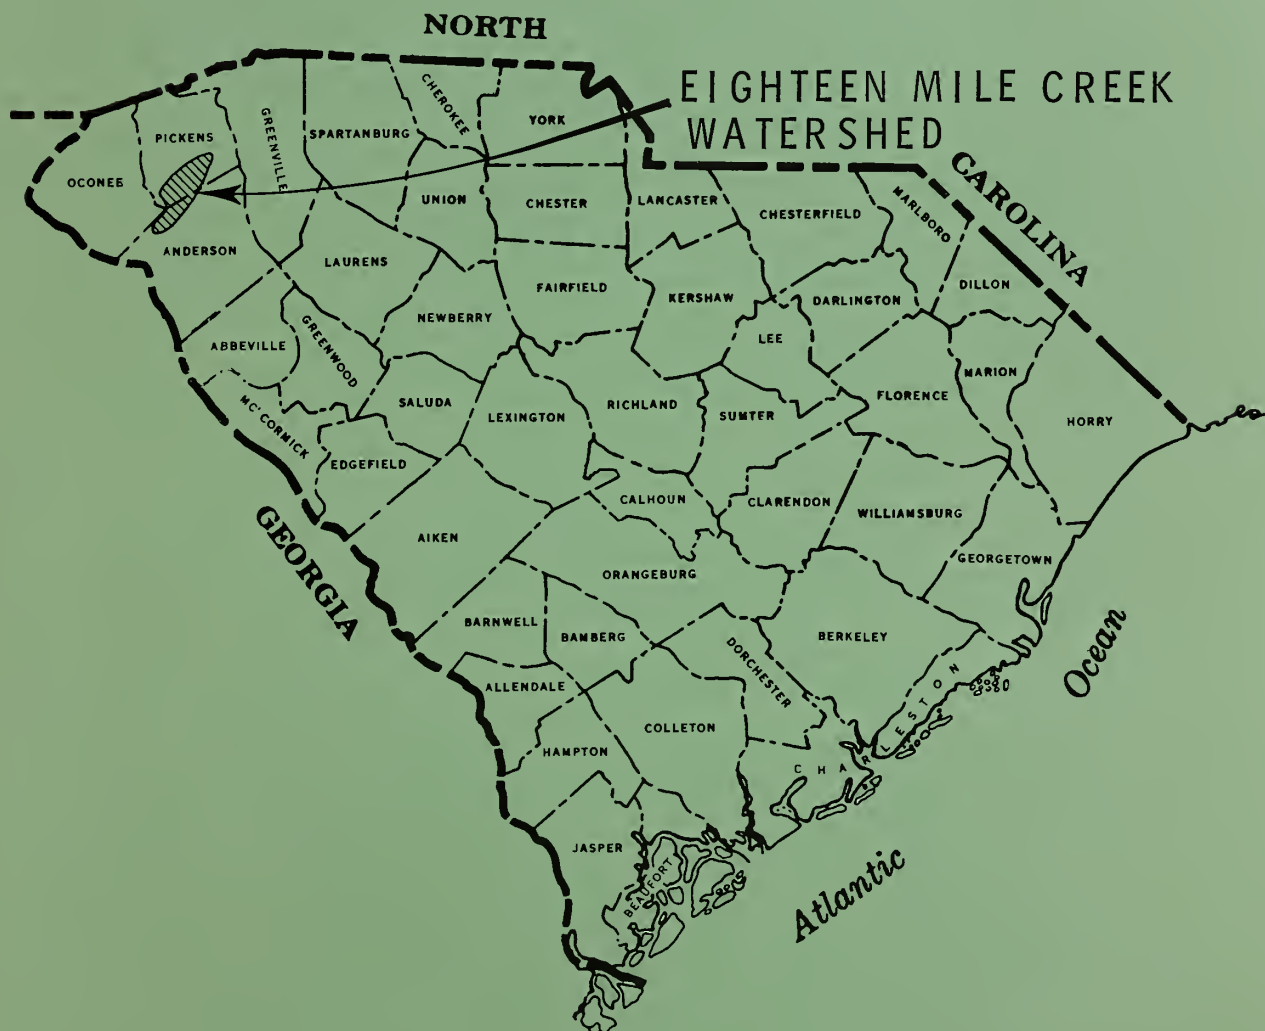 NORTH
EIGHTEEN MILE CREEK
WATERSHED
CAROLINA
CHEROKEE
YORK
PICKENS
GREENVILLE
SPARTANBURG
OCONEE
UNION
CHESTER
LANCASTER
CHESTERFIELD
MARLBORO
ANDERSON
LAURENS
FAIRFIELD
KERSHAW
DARLINGTON
DILLON
NEWBERRY
LEE
ABBEVILLE
GREENWOOD
MARION
SALUDA
LEXINGTON
RICHLAND
SUMTER
FLORENCE
HORRY
MC'CORMICK
EDGEFIELD
CALHOUN
CLARENDON
WILLIAMSBURG
GEORGIA
AIKEN
ORANGEBURG
GEORGETOWN
BARNWELL
BAMBERG
DORCHESTER
BERKELEY
Ocean
ALLENDALE
COLLETON
CHARLESTON
HAMPTON
JASPER
BEAUFORT
Atlantic